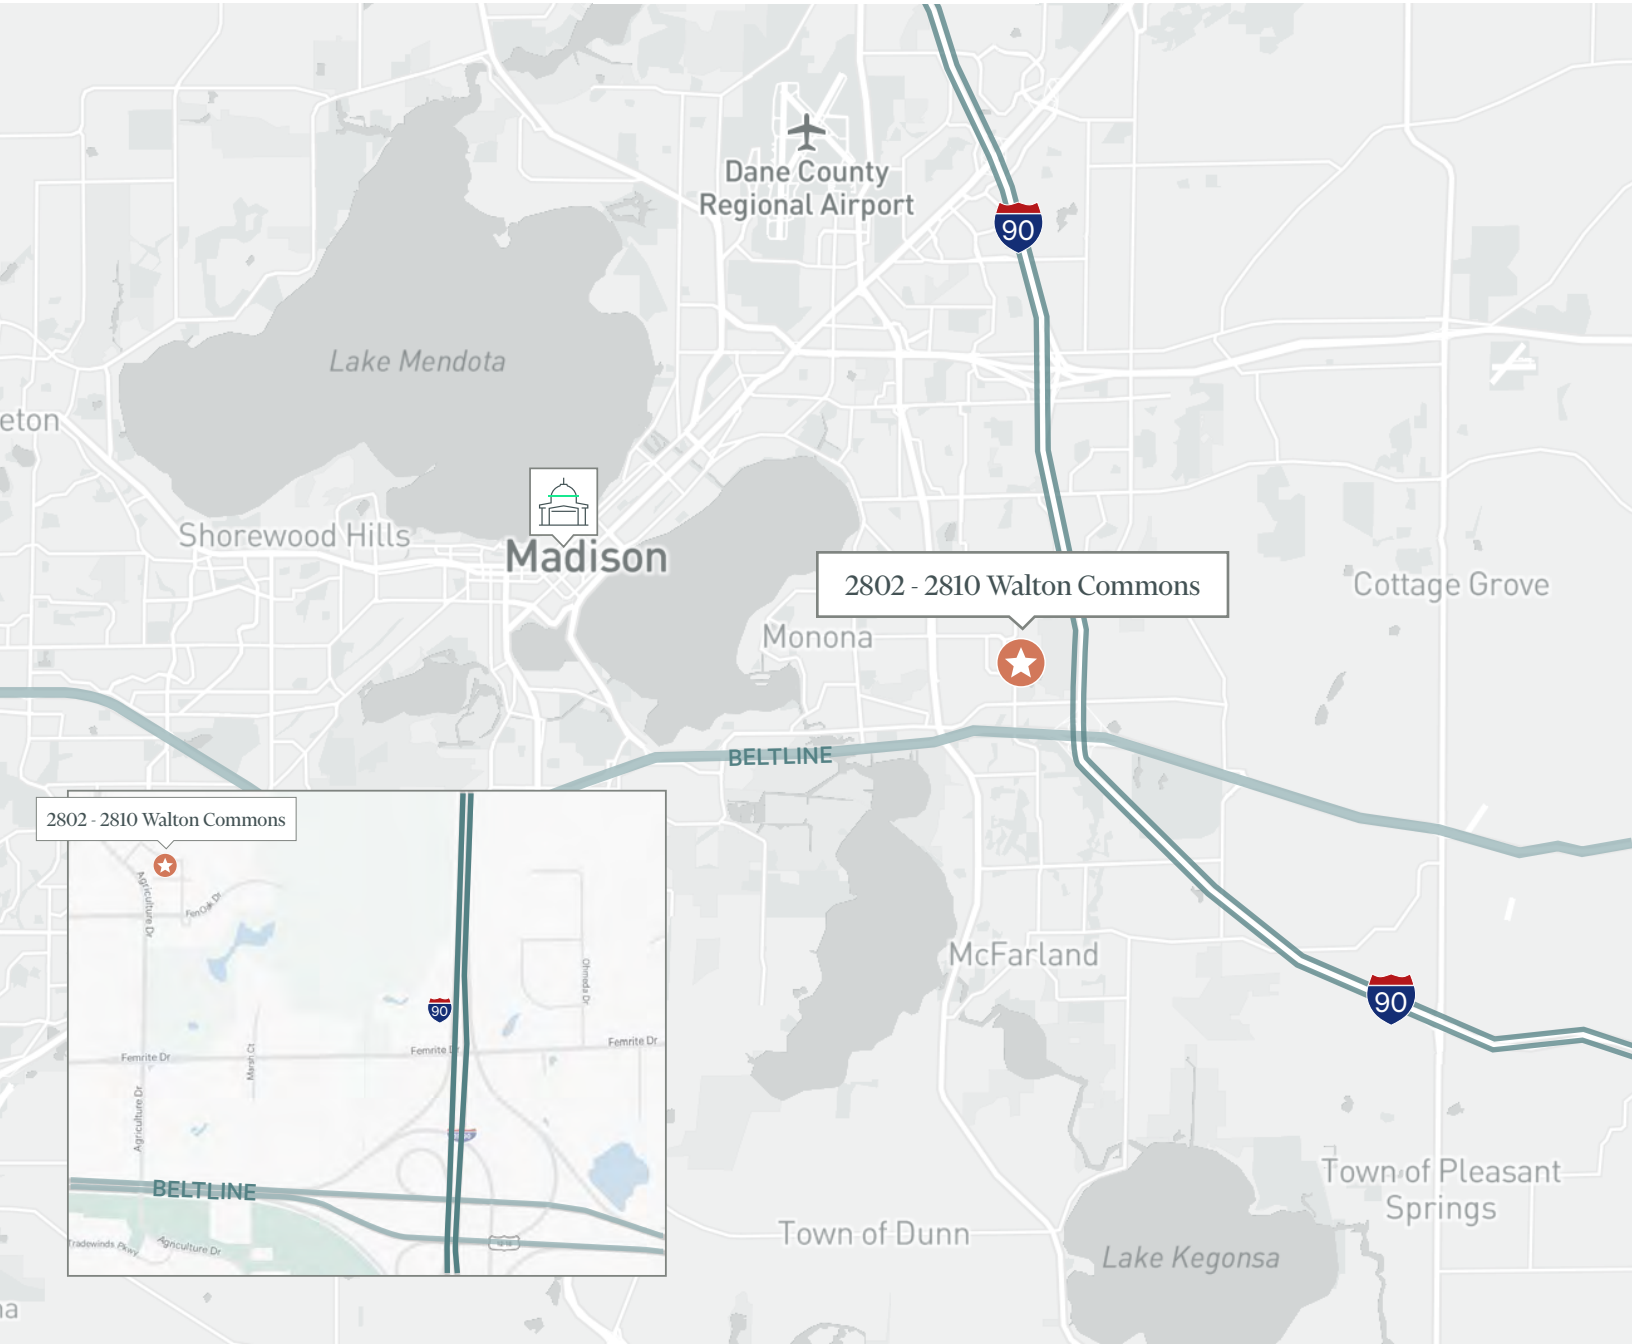 Dane County
Regional Airport
90
Lake Mendota
eton
Shorewood Hills
Madison
2802 - 2810 Walton Commons
Cottage Grove
Monona
BELTLINE
2802 - 2810 Walton Commons
Agriculture Dr
Fen Oak Dr
Ohmeda Dr
90
Femrite Dr
Femrite Dr
Femrite Dr
Marsh Ct
Agriculture Dr
BELTLINE
Tradewinds Pkwy
Agriculture Dr
McFarland
90
Town of Pleasant
Springs
Town of Dunn
Lake Kegonsa
na